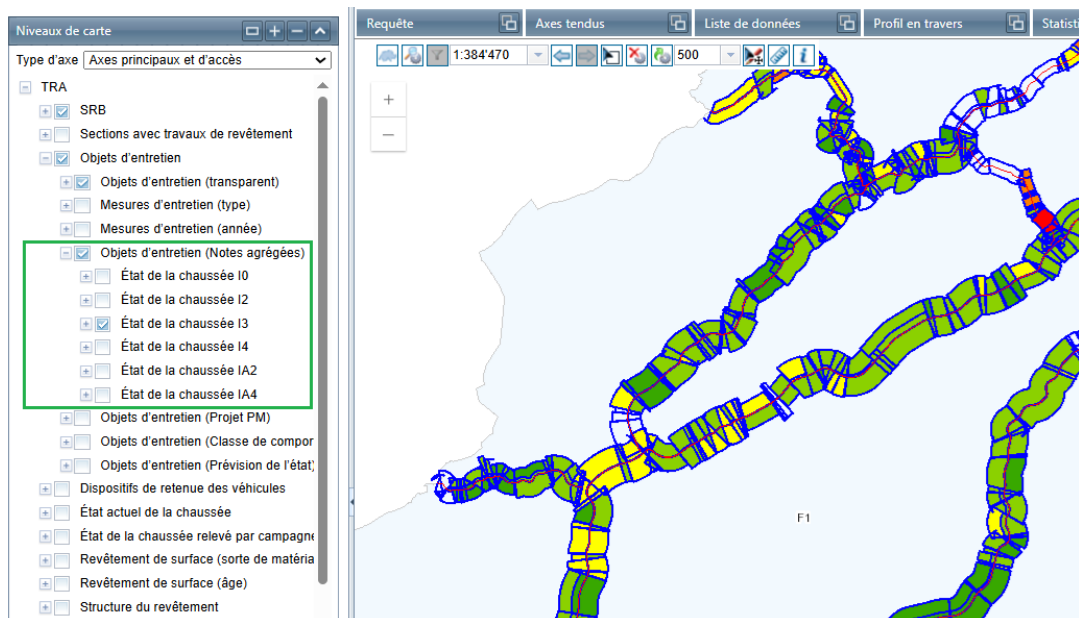 Niveaux de carte
Type d'axe Axes principaux et d'accès
TRA
SRB
Sections avec travaux de revêtement
Objets d'entretien
Objets d'entretien (transparent)
Mesures d'entretien (type)
Mesures d'entretien (année)
Objets d'entretien (Notes agrégées)
État de la chaussée I0
État de la chaussée I2
État de la chaussée I3
État de la chaussée I4
État de la chaussée IA2
État de la chaussée IA4
Objets d'entretien (Projet PM)
Objets d'entretien (Classe de compor
Objets d'entretien (Prévision de l'état)
Dispositifs de retenue des véhicules
État actuel de la chaussée
État de la chaussée relevé par campagne
Revêtement de surface (sorte de matéria
Revêtement de surface (âge)
Structure du revêtement
Requête Axes tendus Liste de données Profil en travers Statisti
1:384'470 500
F1